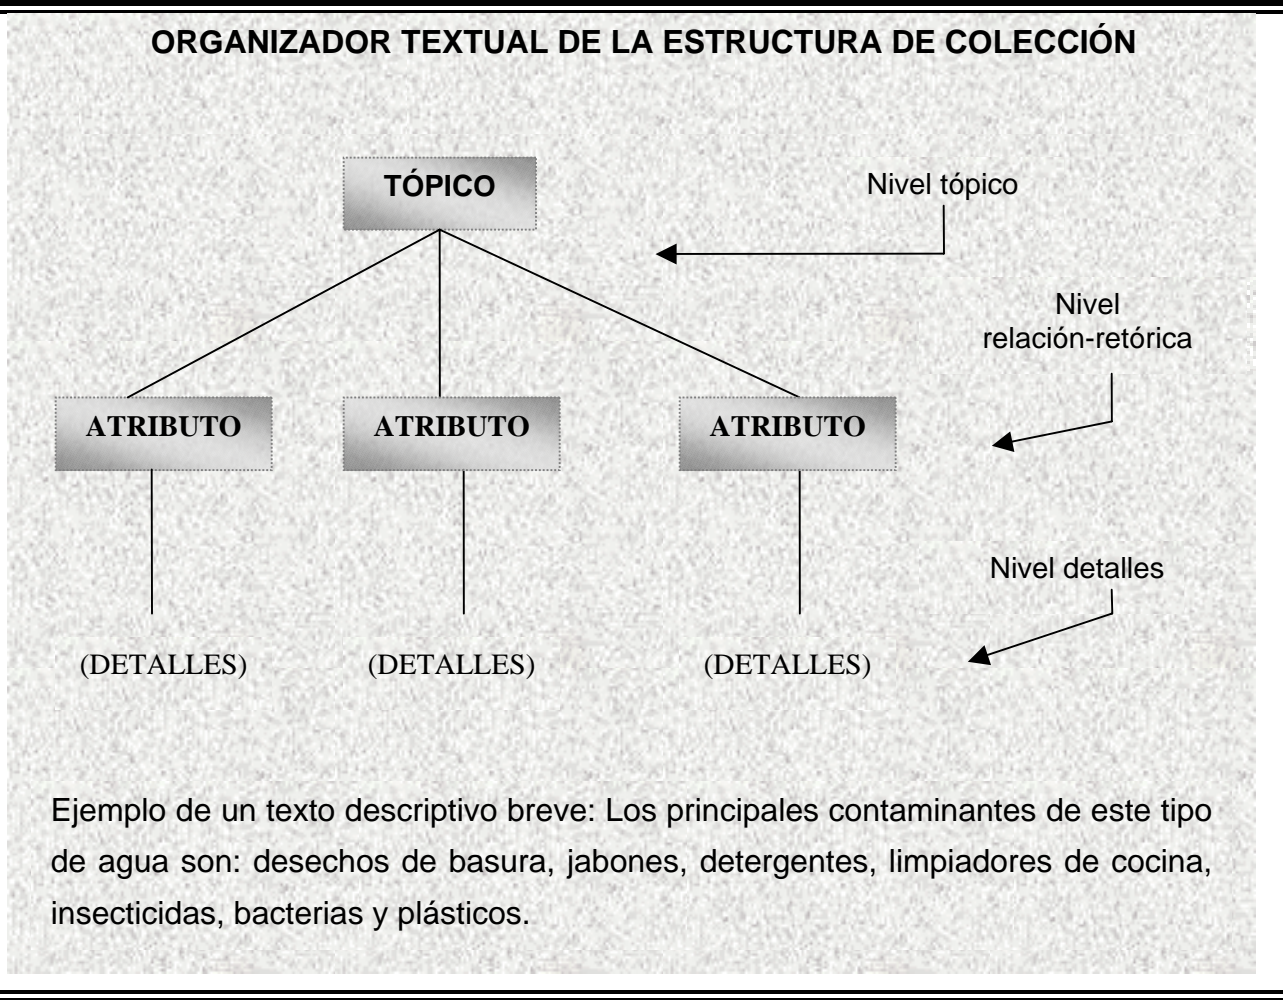 ORGANIZADOR TEXTUAL DE LA ESTRUCTURA DE COLECCIÓN
TÓPICO
Nivel tópico
Nivel
relación-retórica
ATRIBUTO
ATRIBUTO
ATRIBUTO
Nivel detalles
(DETALLES)
(DETALLES)
(DETALLES)
Ejemplo de un texto descriptivo breve: Los principales contaminantes de este tipo
de agua son: desechos de basura, jabones, detergentes, limpiadores de cocina,
insecticidas, bacterias y plásticos.